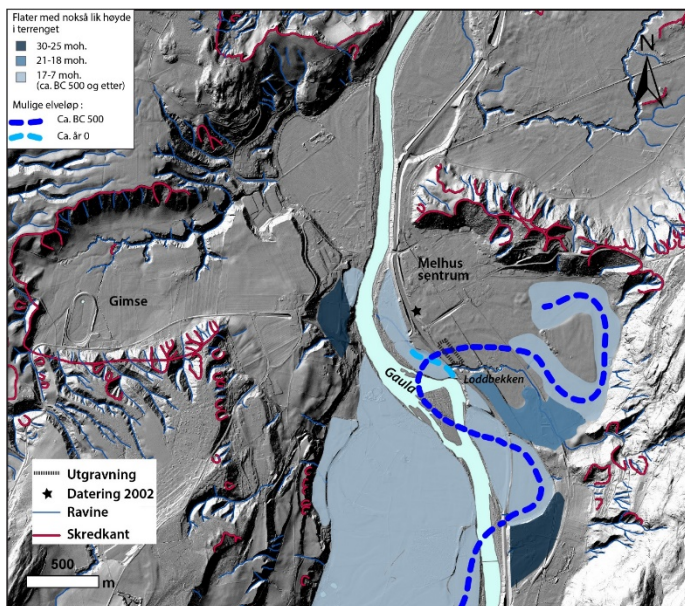 Flater med nokså lik høyde
i terrenget
30-25 moh.
21-18 moh.
17-7 moh.
(ca. BC 500 og etter)
Mulige elveløp :
Ca. BC 500
Ca. år 0
N
Melhus
sentrum
Gimse
Gaula
Loddbekken
Utgravning
Datering 2002
Ravine
Skredkant
500
m